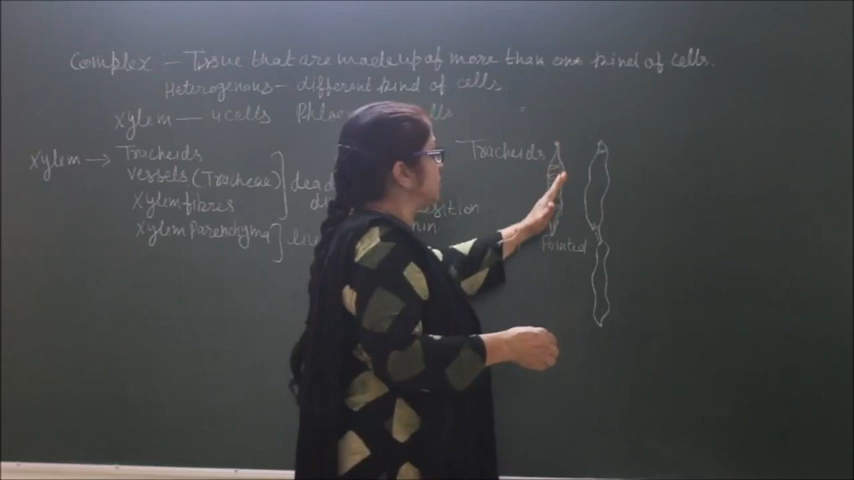 Complex — Tissue that are made up of more than one kind of cells.
Heterogenous — different kind of cells.
Xylem — 4 cells
Xylem → Tracheids
Vessels (Tracheae)
Xylem fibres
Xylem Parenchyma
Tracheids
Pointed